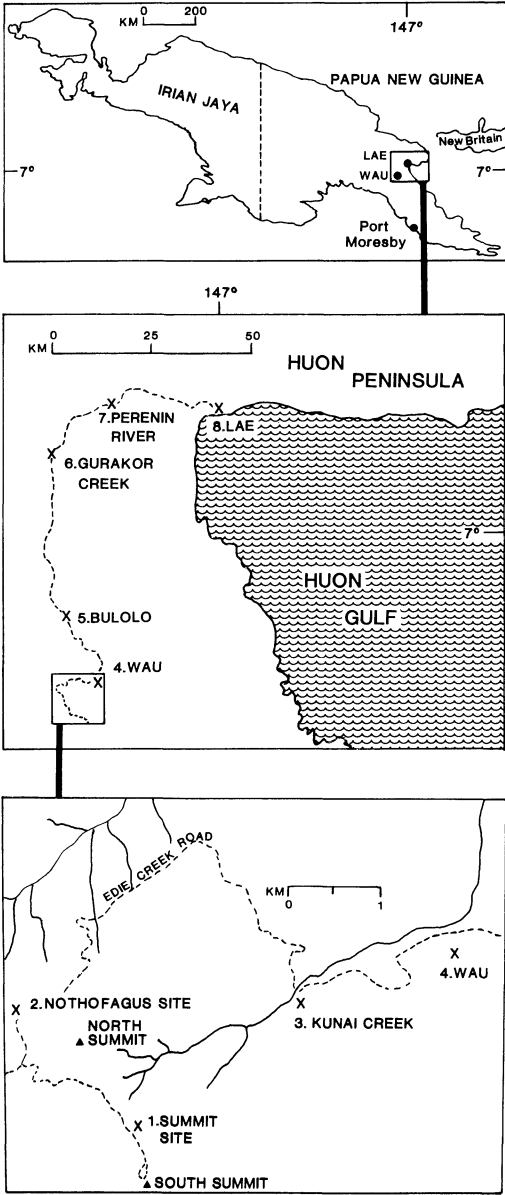 0 200
KM
147°
PAPUA NEW GUINEA
IRIAN JAYA
New Britain
LAE
7°
WAU
7°
Port
Moresby
147°
0 25 50
KM
HUON
PENINSULA
7.PERENIN
RIVER
8.LAE
6.GURAKOR
CREEK
7°
HUON
GULF
5.BULOLO
4.WAU
EDIE CREEK ROAD
KM
0 1
4.WAU
2.NOTHOFAGUS SITE
3. KUNAI CREEK
NORTH
SUMMIT
1.SUMMIT
SITE
SOUTH SUMMIT